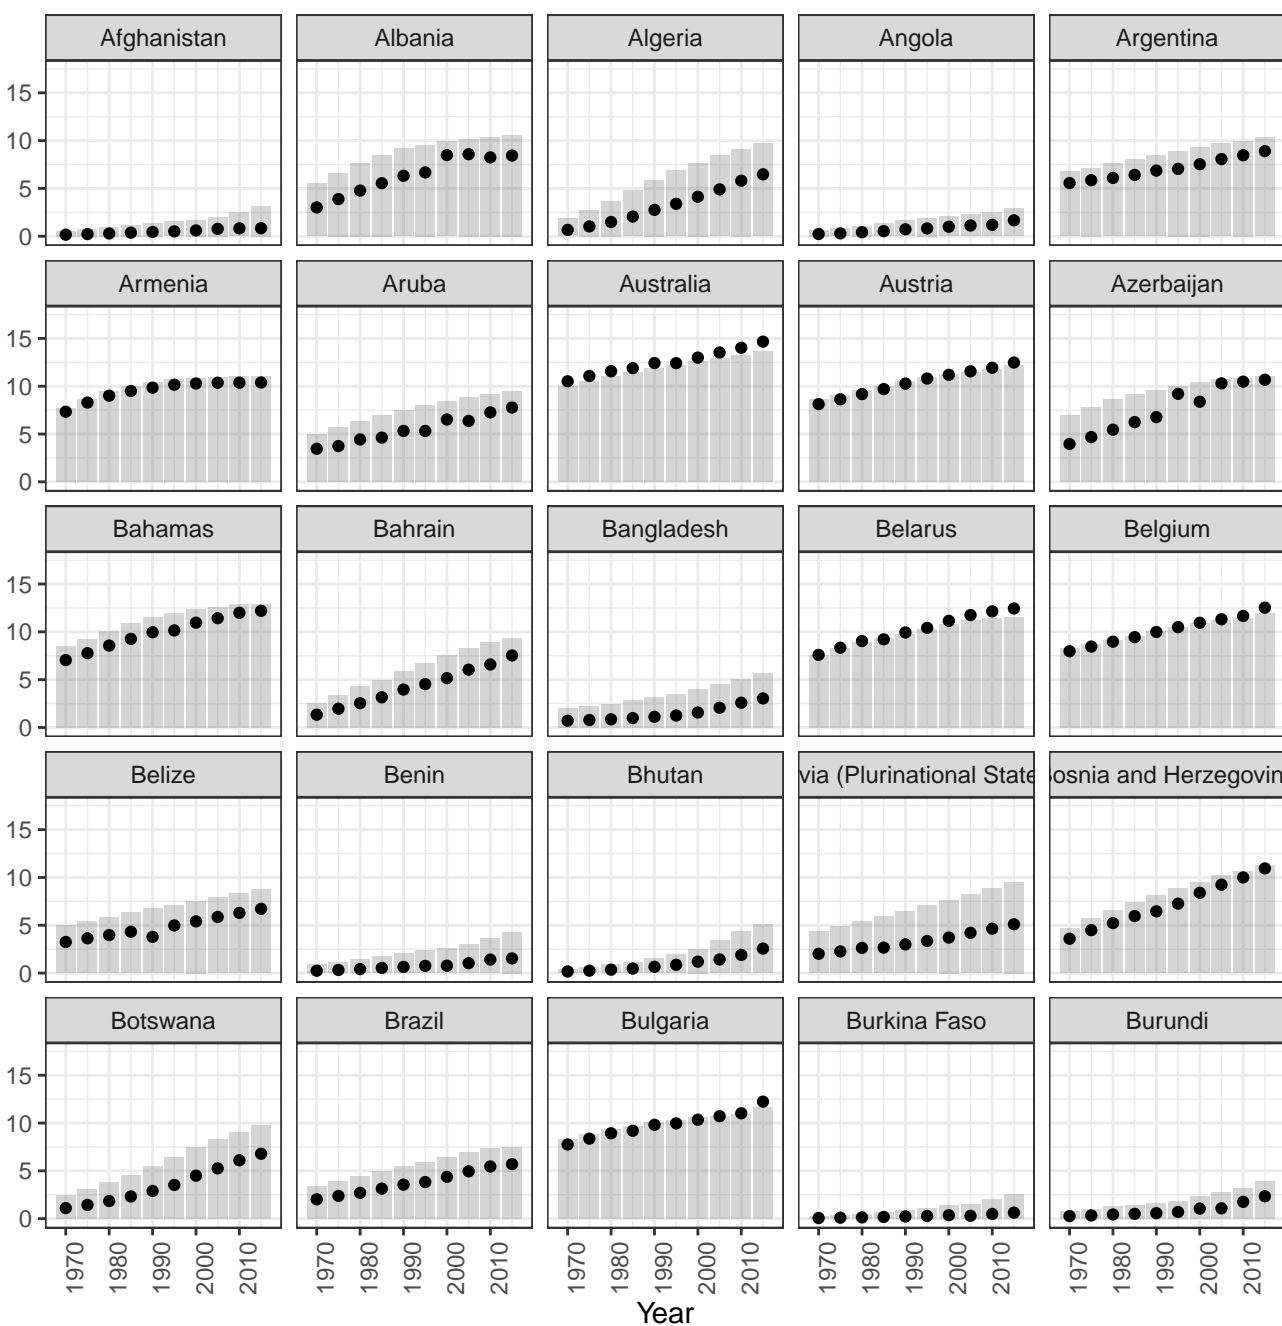 Afghanistan Albania Algeria Angola Argentina
15
10
5
0
Armenia Aruba Australia Austria Azerbaijan
15
10
5
0
Bahamas Bahrain Bangladesh Belarus Belgium
15
10
5
0
Belize Benin Bhutan via (Plurinational State Bosnia and Herzegovin
15
10
5
0
Botswana Brazil Bulgaria Burkina Faso Burundi
15
10
5
0
1970 1980 1990 2000 2010 1970 1980 1990 2000 2010 1970 1980 1990 2000 2010 1970 1980 1990 2000 2010 1970 1980 1990 2000 2010
Year